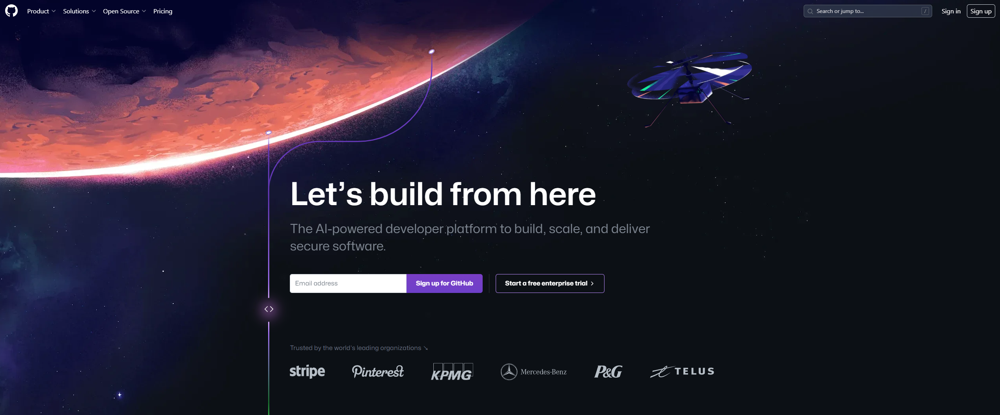 Product
Solutions
Open Source
Pricing
Search or jump to...
/
Sign in
Sign up
Let’s build from here
The AI-powered developer platform to build, scale, and deliver
secure software.
Email address
Sign up for GitHub
Start a free enterprise trial
Trusted by the world’s leading organizations ↘
stripe
Pinterest
KPMG
Mercedes-Benz
P&G
TELUS